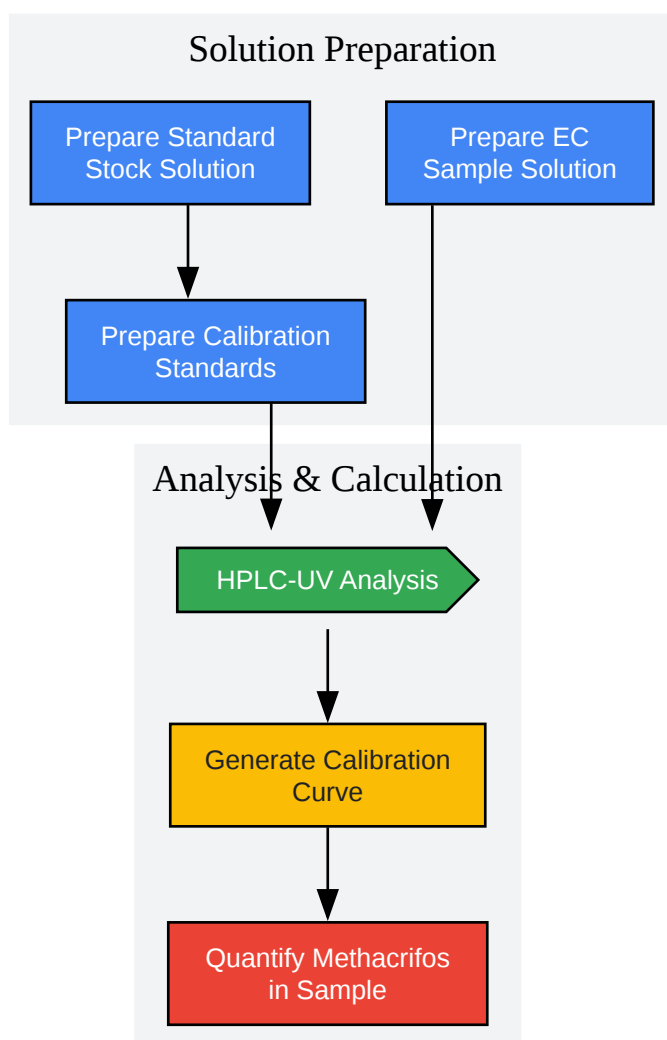 Solution Preparation
Prepare Standard
Stock Solution
Prepare EC
Sample Solution
Prepare Calibration
Standards
Analysis & Calculation
HPLC-UV Analysis
Generate Calibration
Curve
Quantify Methacrifos
in Sample